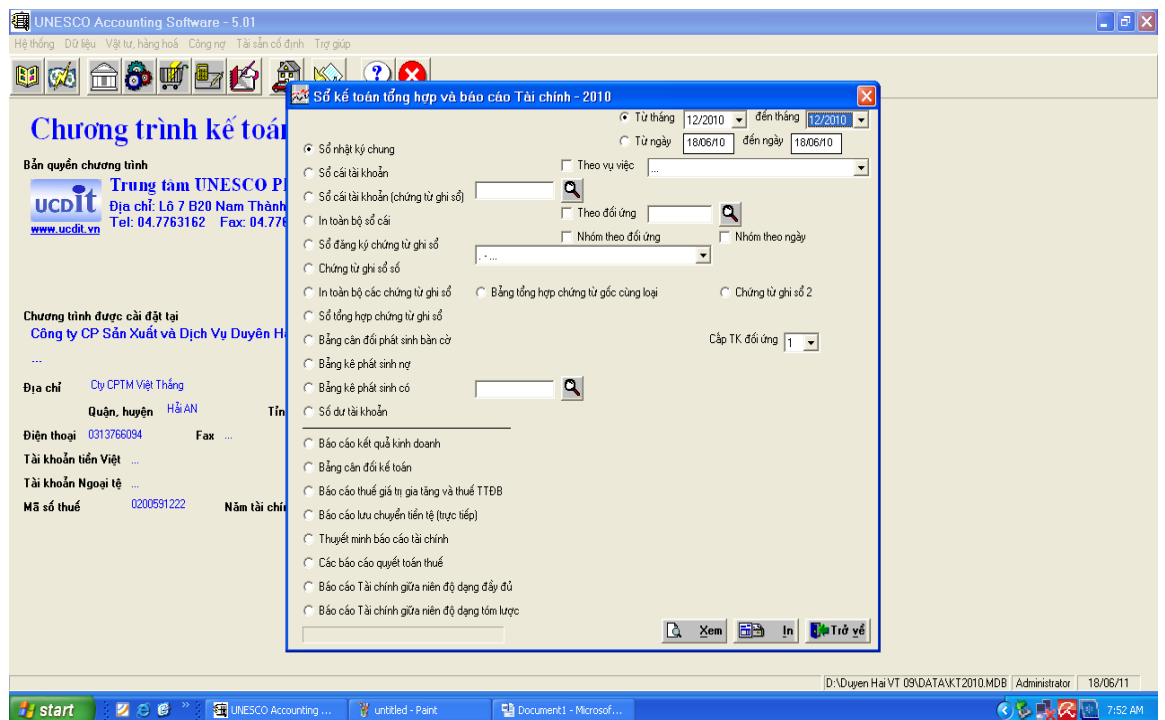 UNESCO Accounting Software - 5.01
Hệ thống Dữ liệu Vật tư, hàng hoá Công nợ Tài sản cố định Trợ giúp
Chương trình kế toán
Bản quyền chương trình
Trung tâm UNESCO
ucdit
www.ucdit.vn
Địa chỉ: Lô 7 B20 Nam Thành
Tel: 04.7763162 Fax: 04.776
Chương trình được cài đặt tại
Công ty CP Sản Xuất và Dịch Vụ Duyên
...
Địa chỉ Cty CPTM Việt Thắng
Quận, huyện Hải AN
Điện thoại 0313766094 Fax ...
Tài khoản tiền Việt ...
Tài khoản Ngoại tệ ...
Mã số thuế 0200591222 Năm tài
Sổ kế toán tổng hợp và báo cáo Tài chính - 2010
Từ tháng 12/2010 đến tháng 12/2010
Từ ngày 18/06/10 đến ngày 18/06/10
Sổ nhật ký chung
Theo vụ việc ...
Sổ cái tài khoản
Sổ cái tài khoản (chứng từ ghi sổ)
Theo đối ứng
In toàn bộ sổ cái
Nhóm theo đối ứng Nhóm theo ngày
Sổ đăng ký chứng từ ghi sổ
. - ...
Chứng từ ghi sổ số
In toàn bộ các chứng từ ghi sổ Bảng tổng hợp chứng từ gốc cùng loại Chứng từ ghi sổ 2
Sổ tổng hợp chứng từ ghi sổ
Bảng cân đối phát sinh bàn cờ Cấp TK đối ứng 1
Bảng kê phát sinh nợ
Bảng kê phát sinh có
Số dư tài khoản
Báo cáo kết quả kinh doanh
Bảng cân đối kế toán
Báo cáo thuế giá trị gia tăng và thuế TTĐB
Báo cáo lưu chuyển tiền tệ (trực tiếp)
Thuyết minh báo cáo tài chính
Các báo cáo quyết toán thuế
Báo cáo Tài chính giữa niên độ dạng đầy đủ
Báo cáo Tài chính giữa niên độ dạng tóm lược
Xem In Trở về
D:\Duyen Hai VT 09\DATA\KT2010.MDB Administrator 18/06/11
start UNESCO Accounting ... untitled - Paint Document1 - Microsof... 7:52 AM